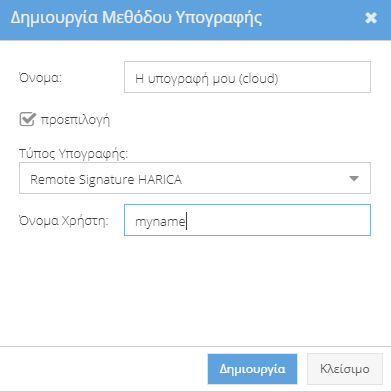 Δημιουργία Μεθόδου Υπογραφής
Όνομα: Η υπογραφή μου (cloud)
προεπιλογή
Τύπος Υπογραφής:
Remote Signature HARICA
Όνομα Χρήστη: myname
Δημιουργία Κλείσιμο